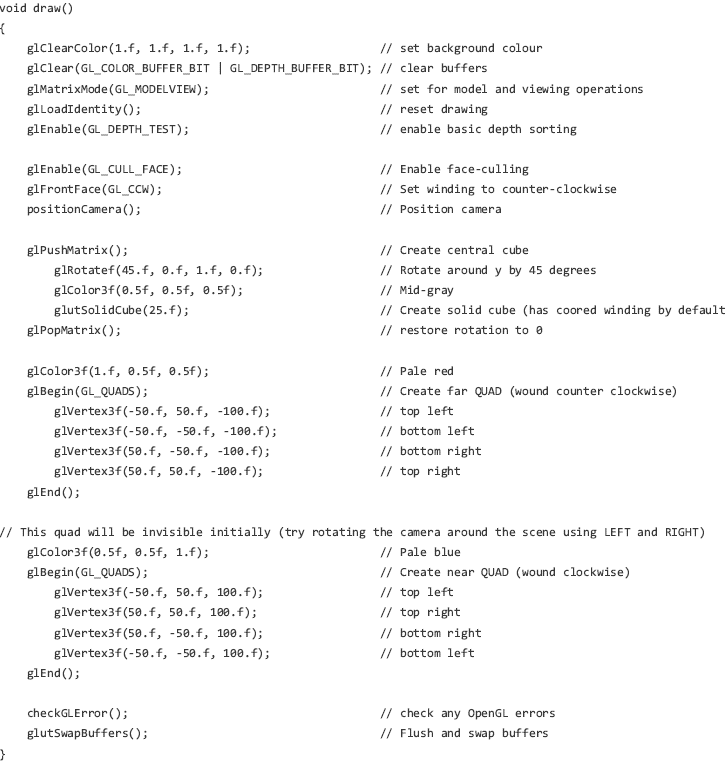 void draw()
{
    glClearColor(1.f, 1.f, 1.f, 1.f);                    // set background colour
    glClear(GL_COLOR_BUFFER_BIT | GL_DEPTH_BUFFER_BIT);  // clear buffers
    glMatrixMode(GL_MODELVIEW);                          // set for model and viewing operations
    glLoadIdentity();                                    // reset drawing
    glEnable(GL_DEPTH_TEST);                             // enable basic depth sorting

    glEnable(GL_CULL_FACE);                              // Enable face-culling
    glFrontFace(GL_CCW);                                 // Set winding to counter-clockwise
    positionCamera();                                    // Position camera

    glPushMatrix();                                      // Create central cube
        glRotatef(45.f, 0.f, 1.f, 0.f);                  // Rotate around y by 45 degrees
        glColor3f(0.5f, 0.5f, 0.5f);                     // Mid-gray
        glutSolidCube(25.f);                             // Create solid cube (has coored winding by default
    glPopMatrix();                                       // restore rotation to 0

    glColor3f(1.f, 0.5f, 0.5f);                          // Pale red
    glBegin(GL_QUADS);                                   // Create far QUAD (wound counter clockwise)
        glVertex3f(-50.f, 50.f, -100.f);                 // top left
        glVertex3f(-50.f, -50.f, -100.f);                // bottom left
        glVertex3f(50.f, -50.f, -100.f);                 // bottom right
        glVertex3f(50.f, 50.f, -100.f);                  // top right
    glEnd();

// This quad will be invisible initially (try rotating the camera around the scene using LEFT and RIGHT)
    glColor3f(0.5f, 0.5f, 1.f);                          // Pale blue
    glBegin(GL_QUADS);                                   // Create near QUAD (wound clockwise)
        glVertex3f(-50.f, 50.f, 100.f);                  // top left
        glVertex3f(50.f, 50.f, 100.f);                   // top right
        glVertex3f(50.f, -50.f, 100.f);                  // bottom right
        glVertex3f(-50.f, -50.f, 100.f);                 // bottom left
    glEnd();

    checkGLError();                                      // check any OpenGL errors
    glutSwapBuffers();                                   // Flush and swap buffers
}